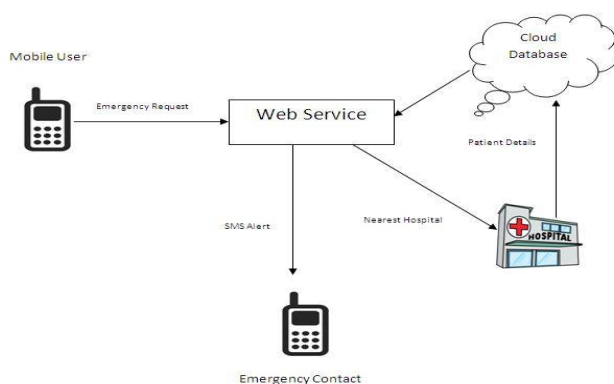 Cloud
Database
Mobile User
Emergency Request
Web Service
Patient Details
SMS Alert
Nearest Hospital
HOSPITAL
Emergency Contact